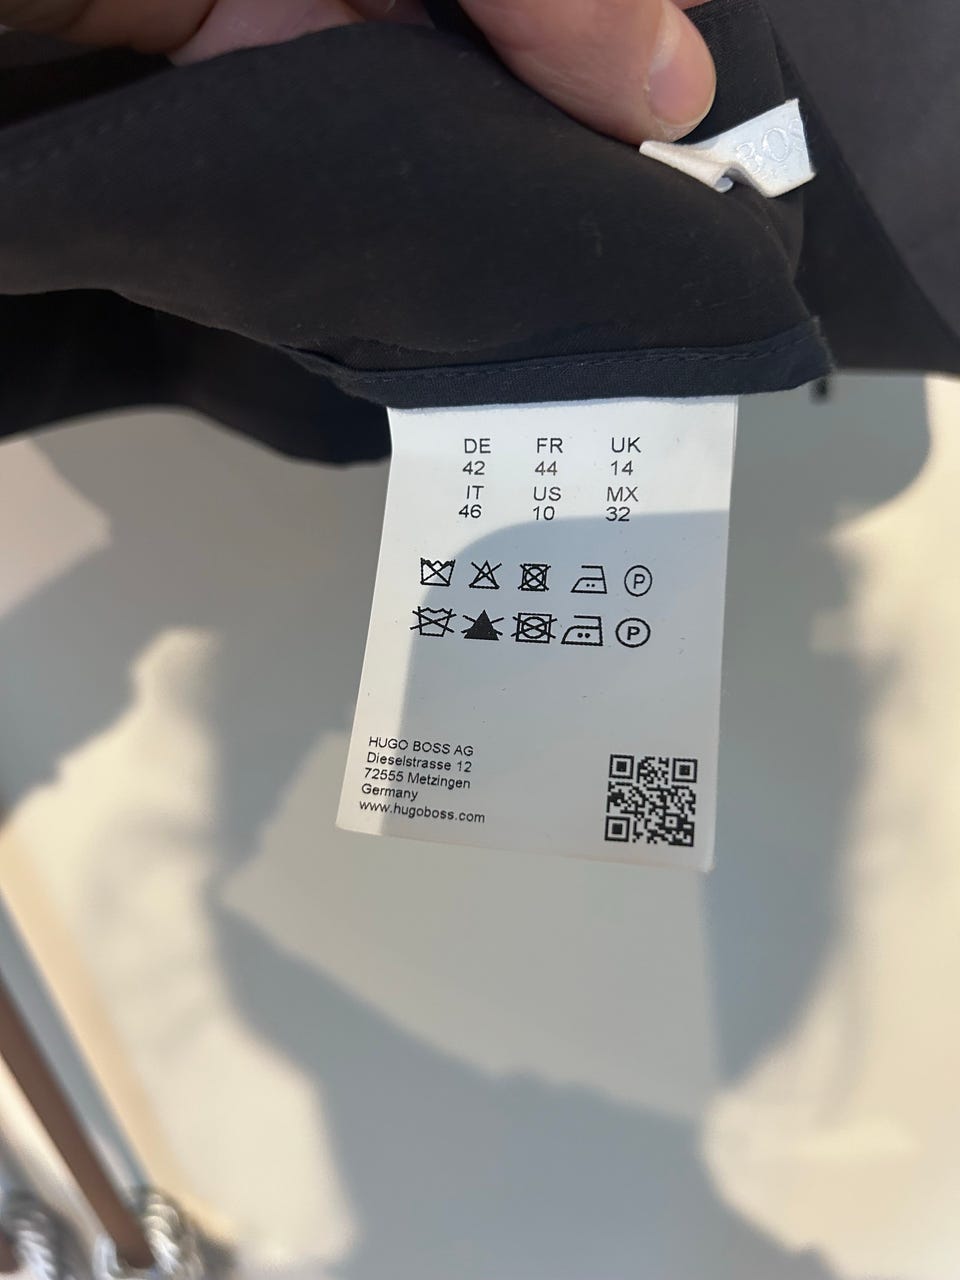 BOS
DE FR UK
42 44 14
IT US MX
46 10 32
P
P
HUGO BOSS AG
Dieselstrasse 12
72555 Metzingen
Germany
www.hugoboss.com